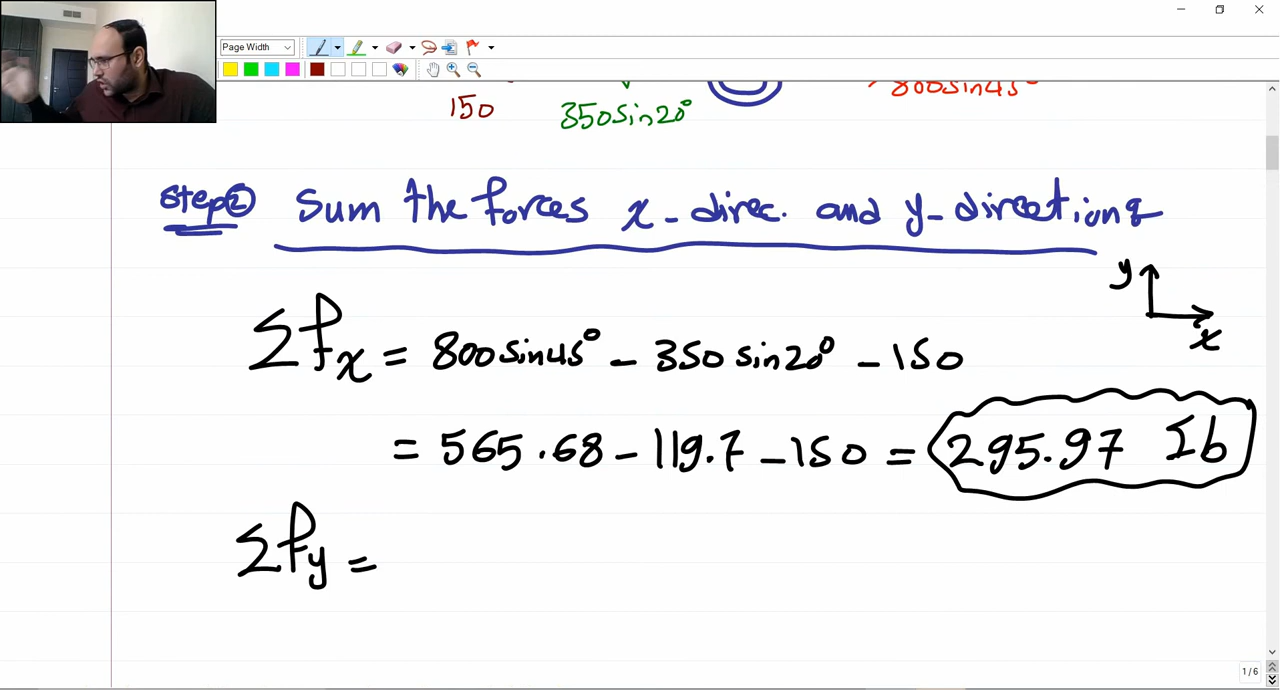 Page Width
800sin45°
150
350sin20°
Step② Sum the forces x-direc. and y-directions
y
x
Σfx = 800sin45° - 350sin20° - 150
= 565.68 - 119.7 - 150 = 295.97 Ib
Σfy =
1/6